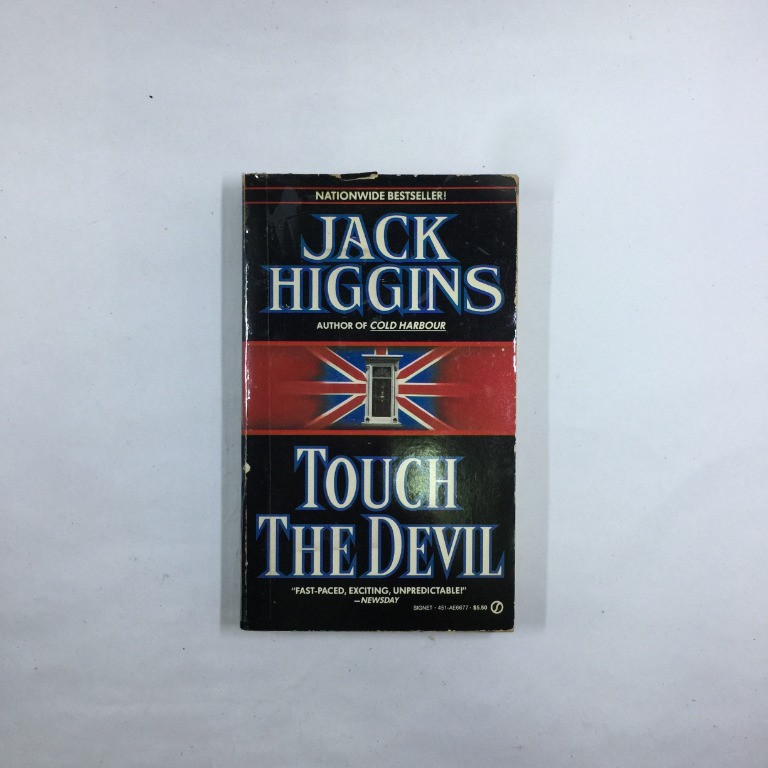 NATIONWIDE BESTSELLER!
JACK
HIGGINS
AUTHOR OF COLD HARBOUR
TOUCH
THE DEVIL
"FAST-PACED, EXCITING, UNPREDICTABLE!"
—NEWSDAY
SIGNET · 451-AE6677 · $5.50